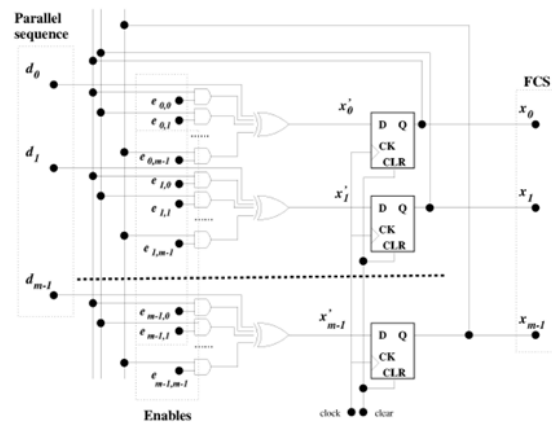 Parallel
sequence
FCS
d0
e0,0
e0,1
......
e0,m-1
x'0
D Q
CK
CLR
x0
d1
e1,0
e1,1
......
e1,m-1
x'1
D Q
CK
CLR
x1
dm-1
em-1,0
em-1,1
......
em-1,m-1
x'm-1
D Q
CK
CLR
xm-1
Enables
clock clear